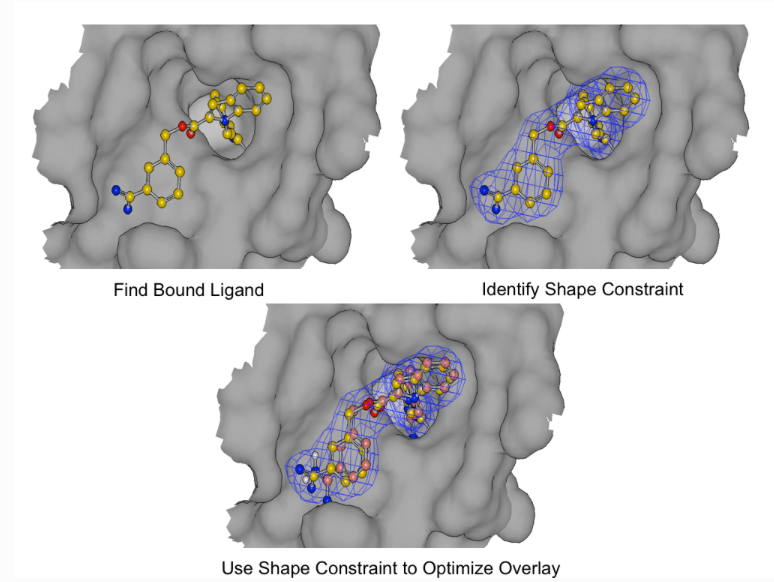 Find Bound Ligand
Identify Shape Constraint
Use Shape Constraint to Optimize Overlay